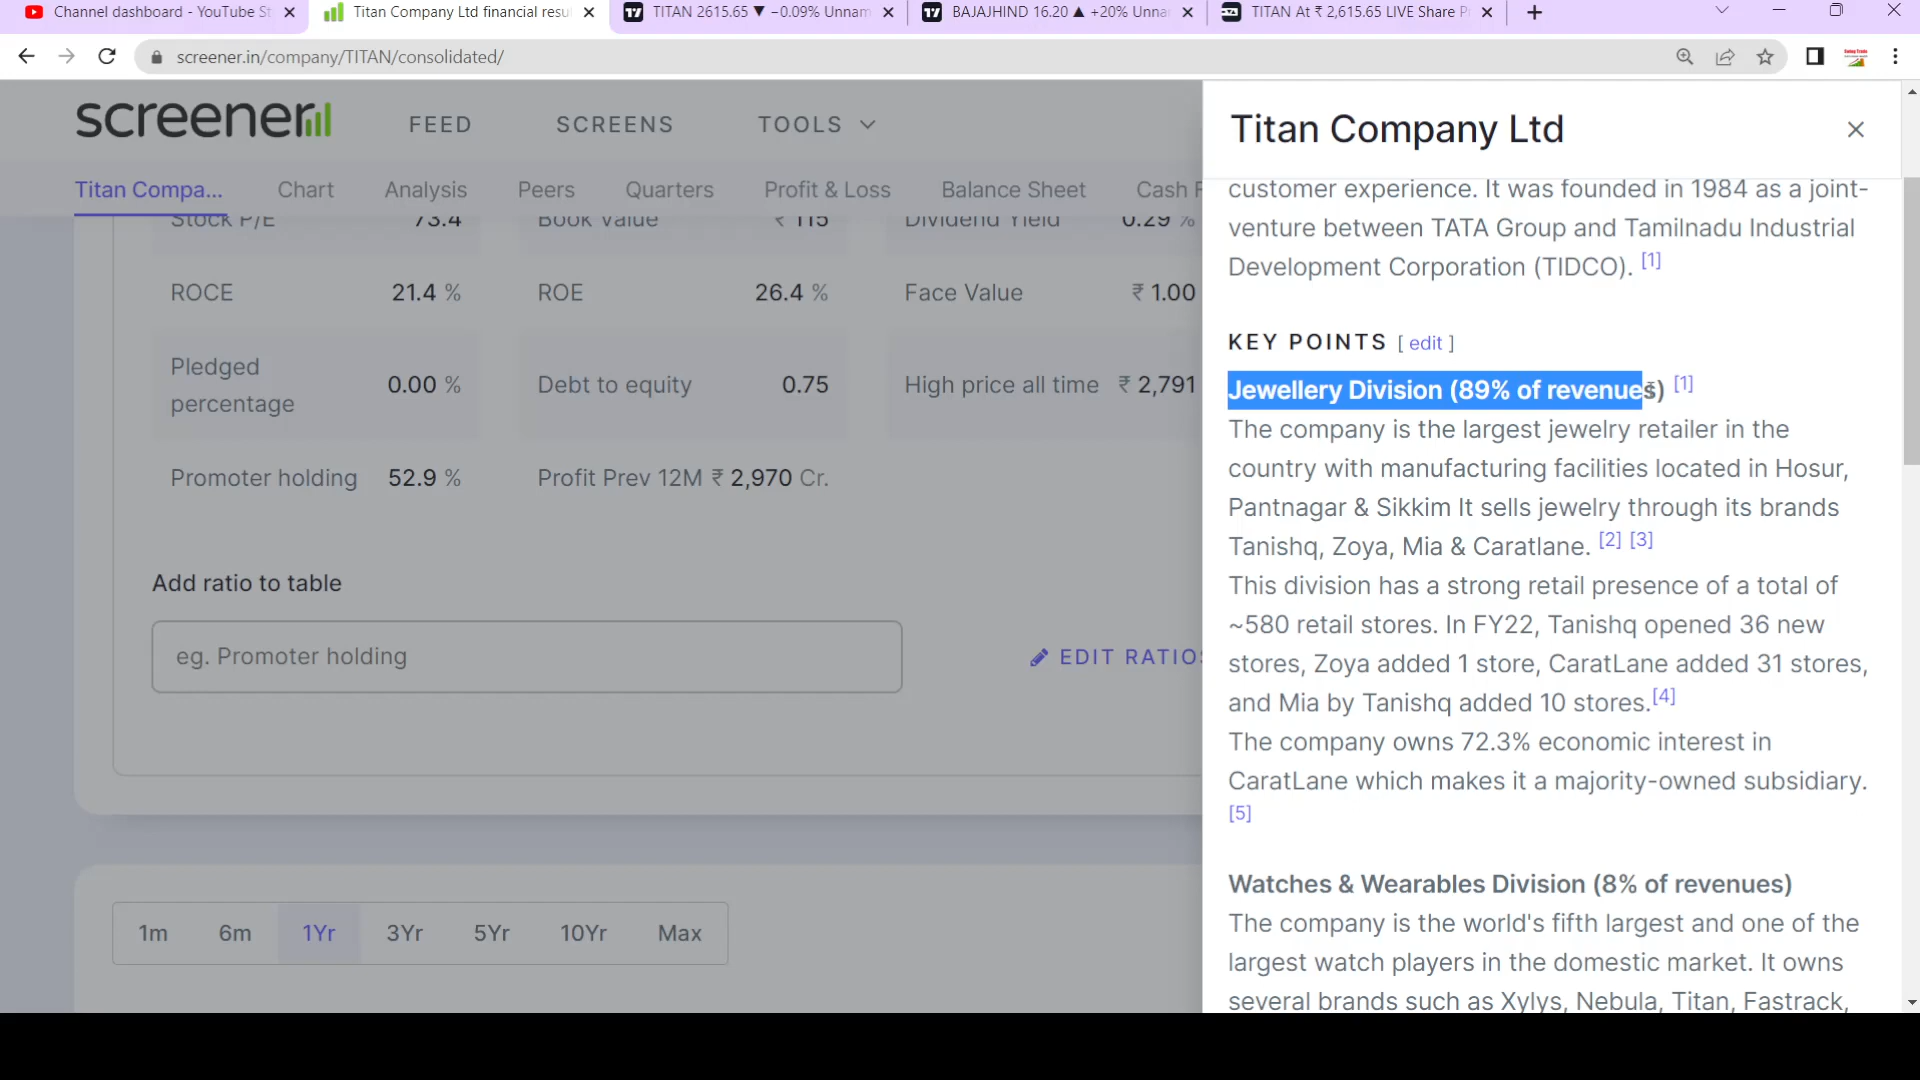 Channel dashboard - YouTube St
Titan Company Ltd financial resu
TITAN 2615.65 ▼ −0.09% Unnam
BAJAJHIND 16.20 ▲ +20% Unna
TITAN At ₹ 2,615.65 LIVE Share P
screener.in/company/TITAN/consolidated/
screener
FEED
SCREENS
TOOLS
Titan Compa...
Chart
Analysis
Peers
Quarters
Profit & Loss
Balance Sheet
Cash F
Stock P/E 73.4
Book Value ₹ 115
Dividend Yield 0.29 %
ROCE 21.4 %
ROE 26.4 %
Face Value ₹ 1.00
Pledged
percentage
0.00 %
Debt to equity 0.75
High price all time ₹ 2,791
Promoter holding 52.9 %
Profit Prev 12M ₹ 2,970 Cr.
Add ratio to table
eg. Promoter holding
EDIT RATIOS
1m
6m
1Yr
3Yr
5Yr
10Yr
Max
Titan Company Ltd
customer experience. It was founded in 1984 as a joint-
venture between TATA Group and Tamilnadu Industrial
Development Corporation (TIDCO). [1]
KEY POINTS [ edit ]
Jewellery Division (89% of revenues) [1]
The company is the largest jewelry retailer in the
country with manufacturing facilities located in Hosur,
Pantnagar & Sikkim It sells jewelry through its brands
Tanishq, Zoya, Mia & Caratlane. [2] [3]
This division has a strong retail presence of a total of
~580 retail stores. In FY22, Tanishq opened 36 new
stores, Zoya added 1 store, CaratLane added 31 stores,
and Mia by Tanishq added 10 stores.[4]
The company owns 72.3% economic interest in
CaratLane which makes it a majority-owned subsidiary.
[5]
Watches & Wearables Division (8% of revenues)
The company is the world's fifth largest and one of the
largest watch players in the domestic market. It owns
several brands such as Xylys, Nebula, Titan, Fastrack,